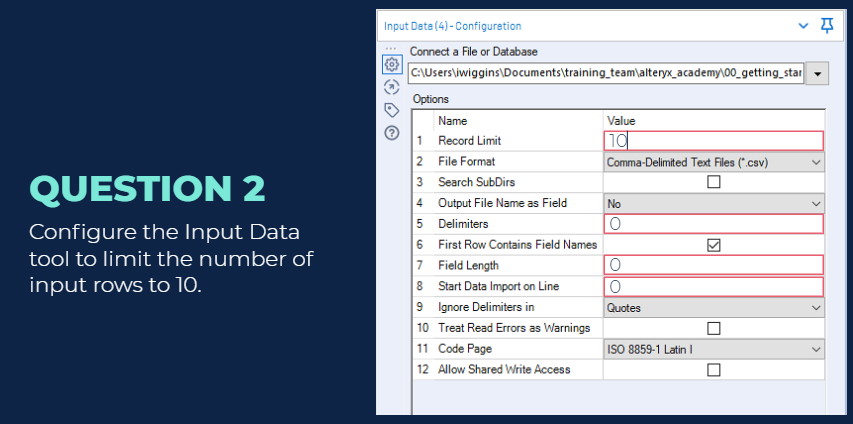 Input Data (4) - Configuration
Connect a File or Database
C:\Users\iwiggins\Documents\training_team\alteryx_academy\00_getting_star
Options
Name Value
1 Record Limit 10
2 File Format Comma-Delimited Text Files (*.csv)
3 Search SubDirs
4 Output File Name as Field No
5 Delimiters 0
6 First Row Contains Field Names
7 Field Length 0
8 Start Data Import on Line 0
9 Ignore Delimiters in Quotes
10 Treat Read Errors as Warnings
11 Code Page ISO 8859-1 Latin I
12 Allow Shared Write Access
QUESTION 2
Configure the Input Data
tool to limit the number of
input rows to 10.